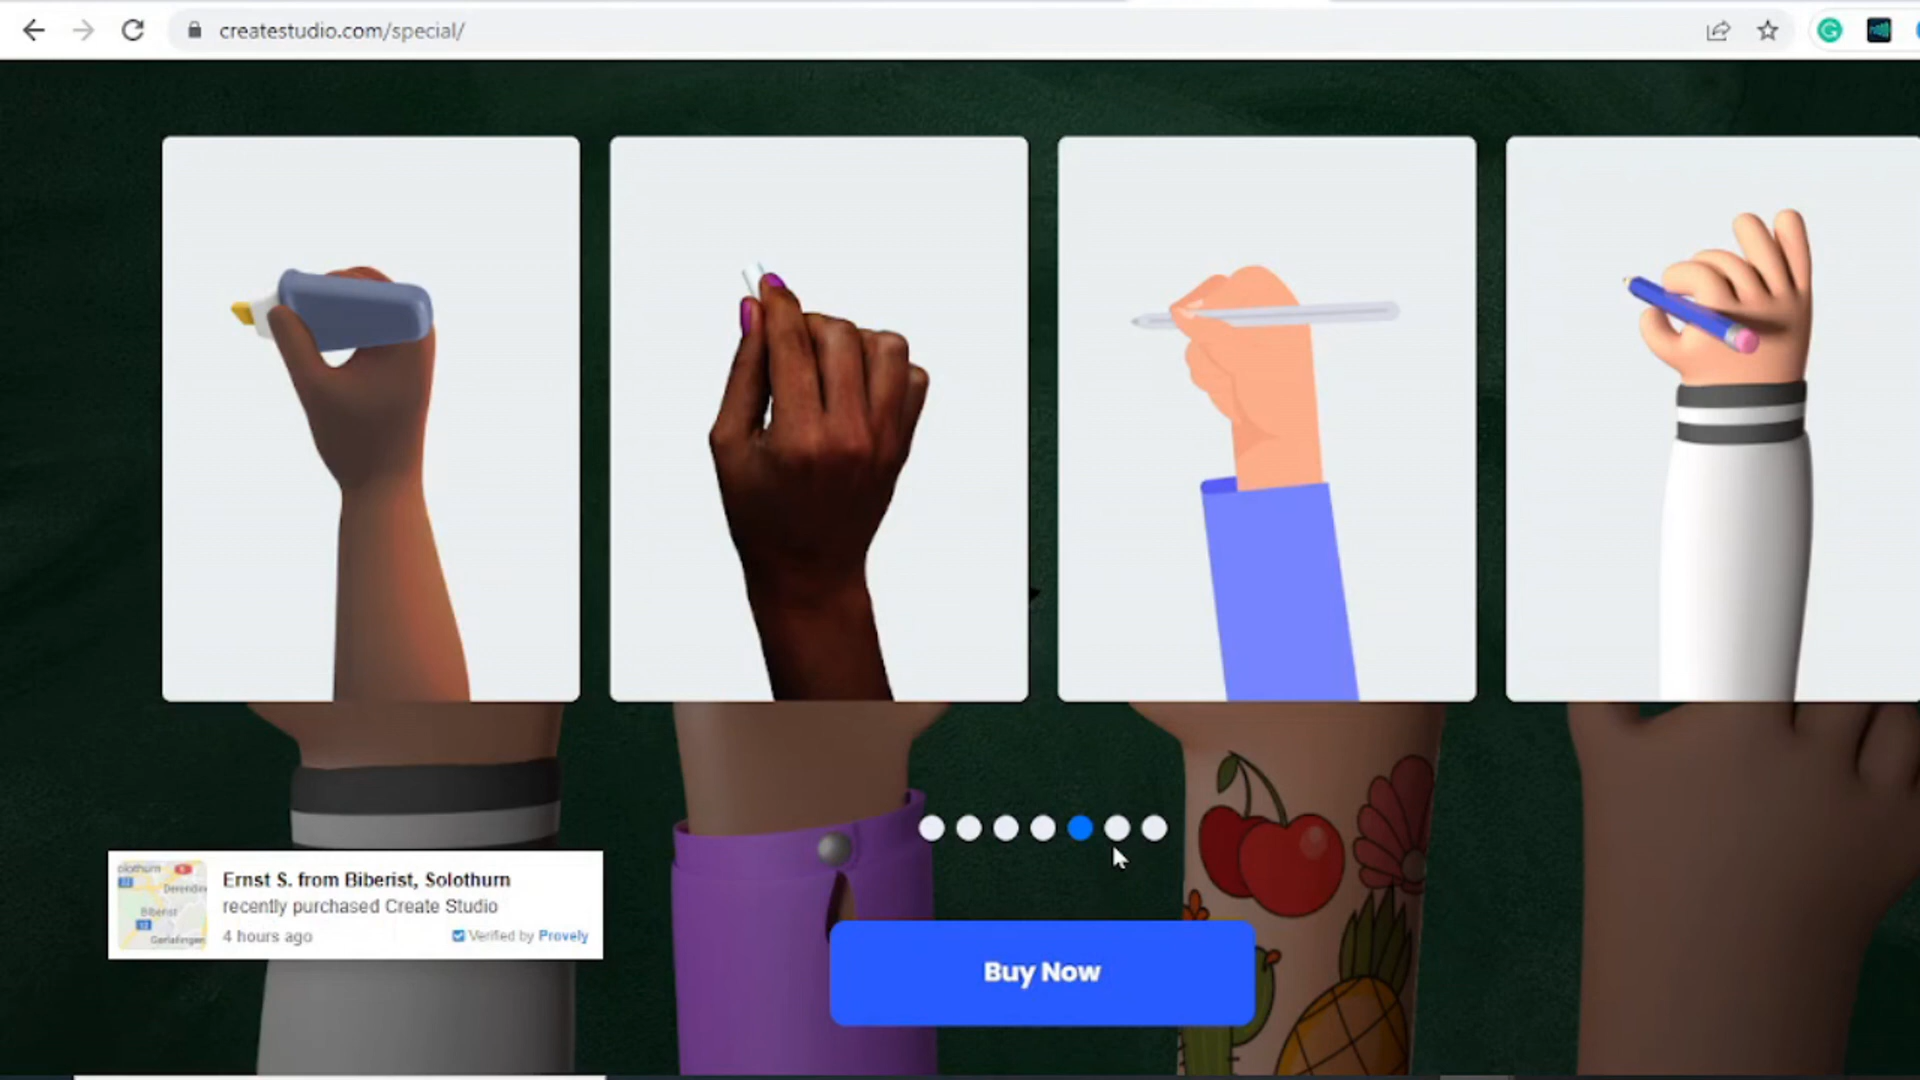 createstudio.com/special/
Ernst S. from Biberist, Solothurn
recently purchased Create Studio
4 hours ago
Verified by Provely
Biberist
Buy Now